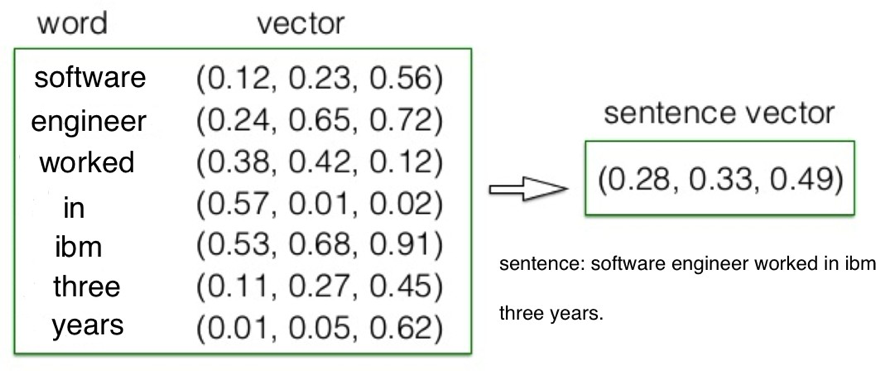 word vector
software (0.12, 0.23, 0.56)
engineer (0.24, 0.65, 0.72)
worked (0.38, 0.42, 0.12)
in (0.57, 0.01, 0.02)
ibm (0.53, 0.68, 0.91)
three (0.11, 0.27, 0.45)
years (0.01, 0.05, 0.62)
sentence vector
(0.28, 0.33, 0.49)
sentence: software engineer worked in ibm
three years.